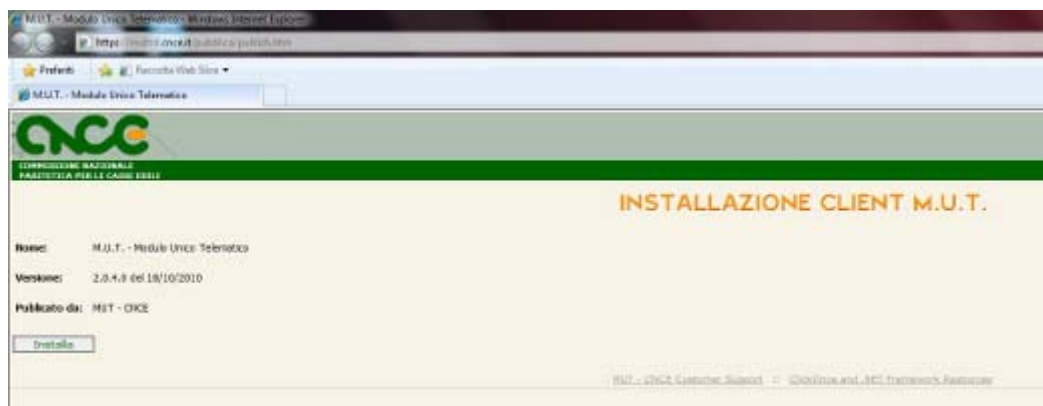 M.U.T. - Modulo Unico Telematico - Windows Internet Explorer
Preferiti Raccolta Web Slice
M.U.T. - Modulo Unico Telematico
CNCE
COMMISSIONE NAZIONALE
PARITETICA PER LE CASSE EDILI
INSTALLAZIONE CLIENT M.U.T.
Nome: M.U.T. - Modulo Unico Telematico
Versione: 2.0.4.0 del 18/10/2010
Pubblicato da: MUT - CNCE
Installa
MUT - CNCE Customer Support :: ClickOnce and .NET Framework Resources